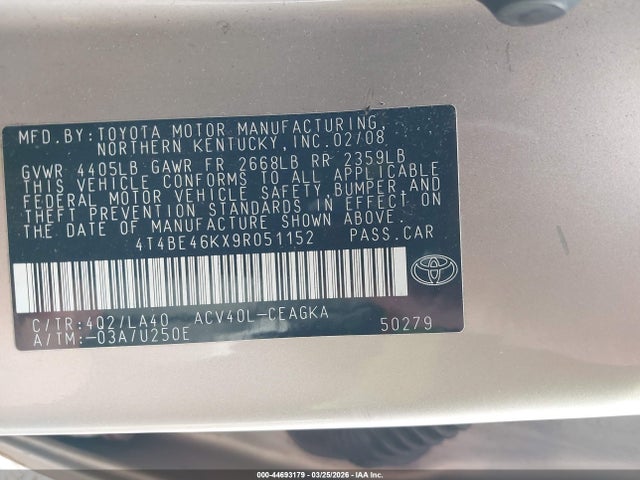 MFD.BY:TOYOTA MOTOR MANUFACTURING,
NORTHERN KENTUCKY,INC.02/08
GVWR 4405LB GAWR FR 2668LB RR 2359LB
THIS VEHICLE CONFORMS TO ALL APPLICABLE
FEDERAL MOTOR VEHICLE SAFETY, BUMPER,AND
THEFT PREVENTION STANDARDS IN EFFECT ON
THE DATE OF MANUFACTURE SHOWN ABOVE.
4T4BE46KX9R051152 PASS.CAR
C/TR:4Q2/LA40 ACV40L-CEAGKA
A/TM:-03A/U250E 50279
000-44693179 | 03/25/2026 | IAA Inc.